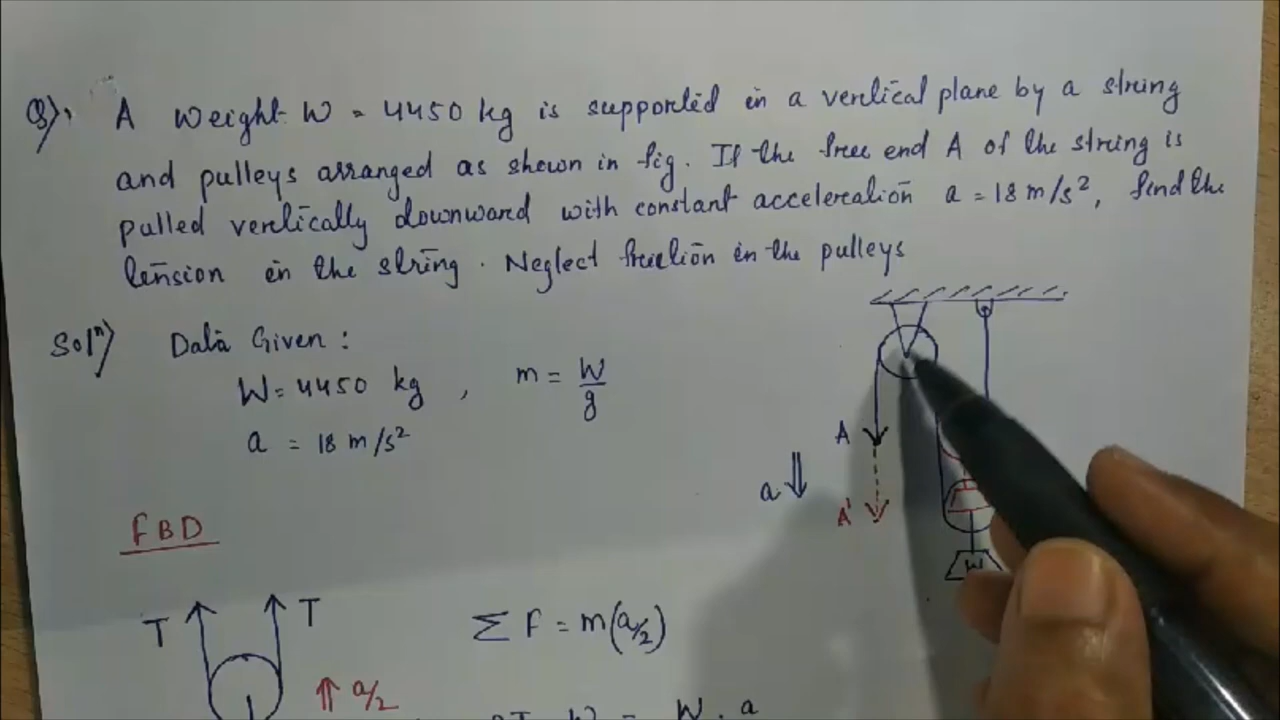 Q). A weight W = 4450 kg is supported in a vertical plane by a string
and pulleys arranged as shown in fig. If the free end A of the string is
pulled vertically downward with constant acceleration a = 18 m/s², find the
tension in the string. Neglect friction in the pulleys
Solⁿ) Data Given :
W = 4450 kg , m = W/g
a = 18 m/s²
A
a
A'
W
FBD
T T
ΣF = m(a/2)
a/2
2T - W = W . a